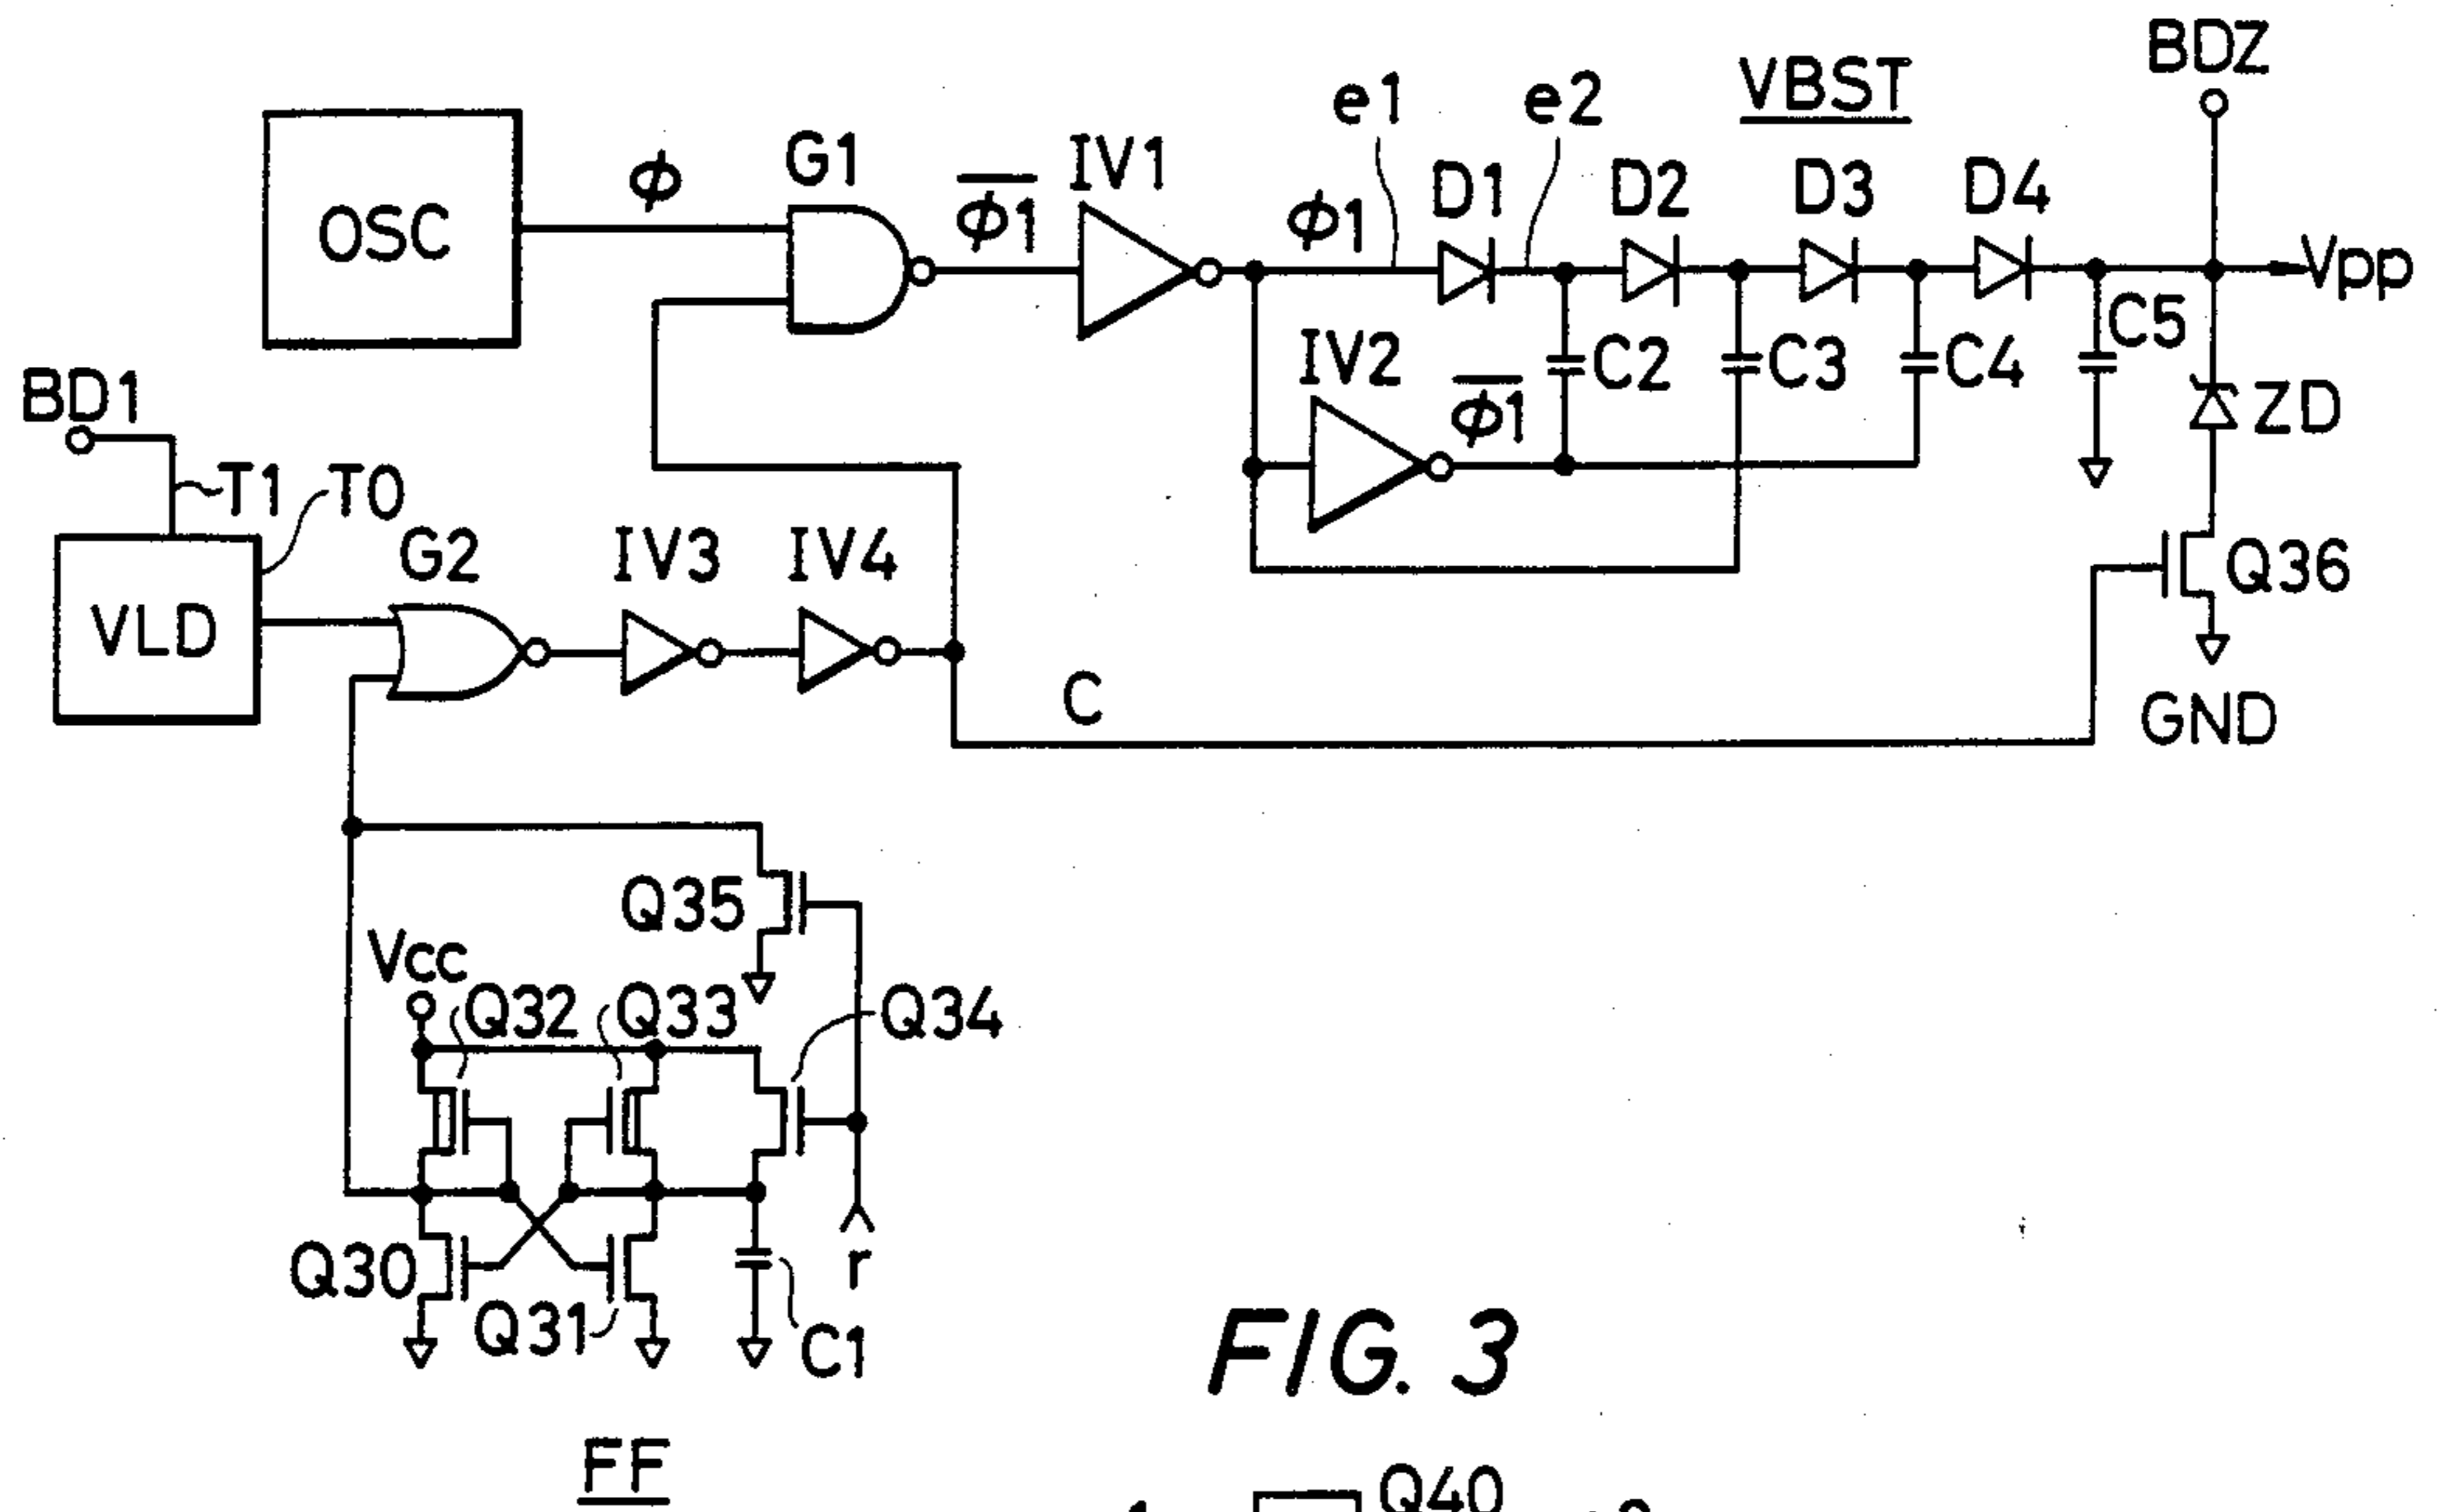 BDZ
VBST
e1 e2
OSC
ϕ
G1
ϕ̅1̅
IV1
ϕ1
D1 D2 D3 D4
Vpp
IV2
ϕ̅1̅
C2 C3 C4 C5
ZD
BD1
T1 T0
VLD
G2
IV3 IV4
Q36
GND
C
Q35
Vcc
Q32 Q33 Q34
Q30 Q31
C1
r
FIG. 3
FF
Q40